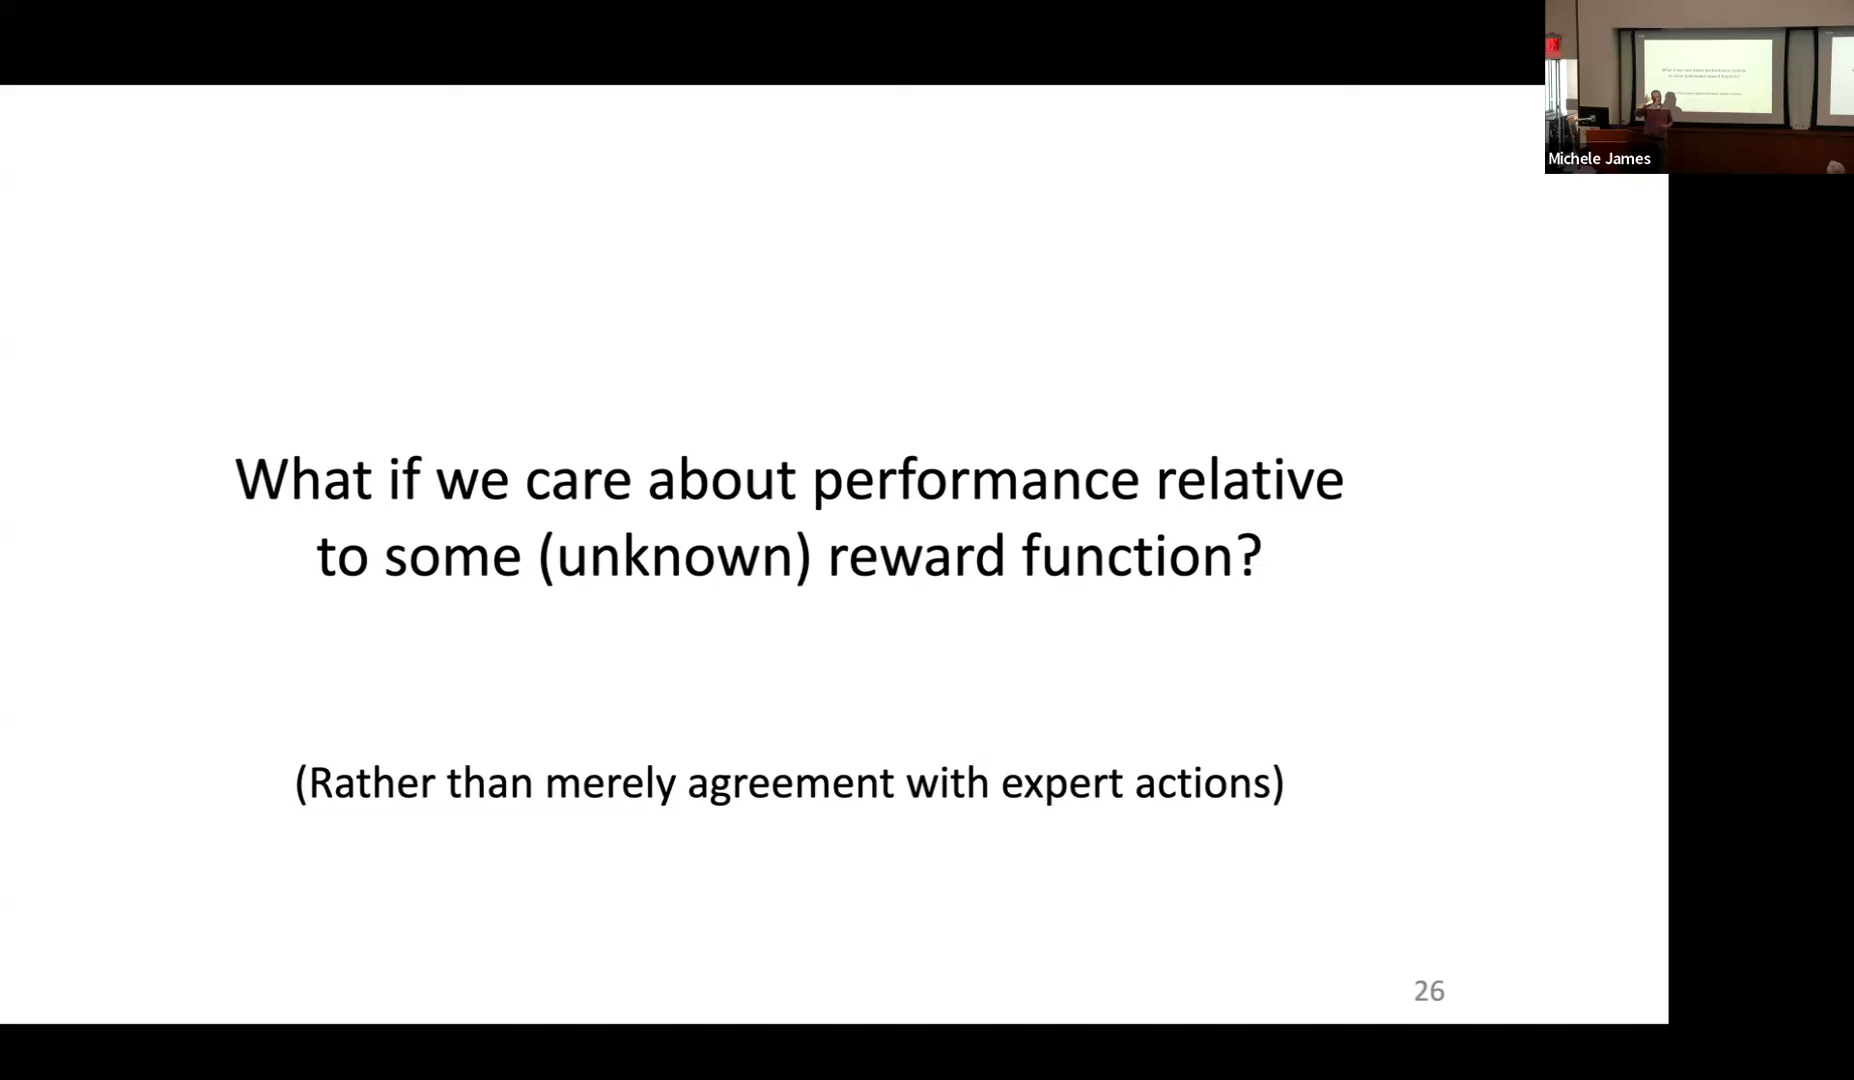 Michele James
What if we care about performance relative
to some (unknown) reward function?
(Rather than merely agreement with expert actions)
26